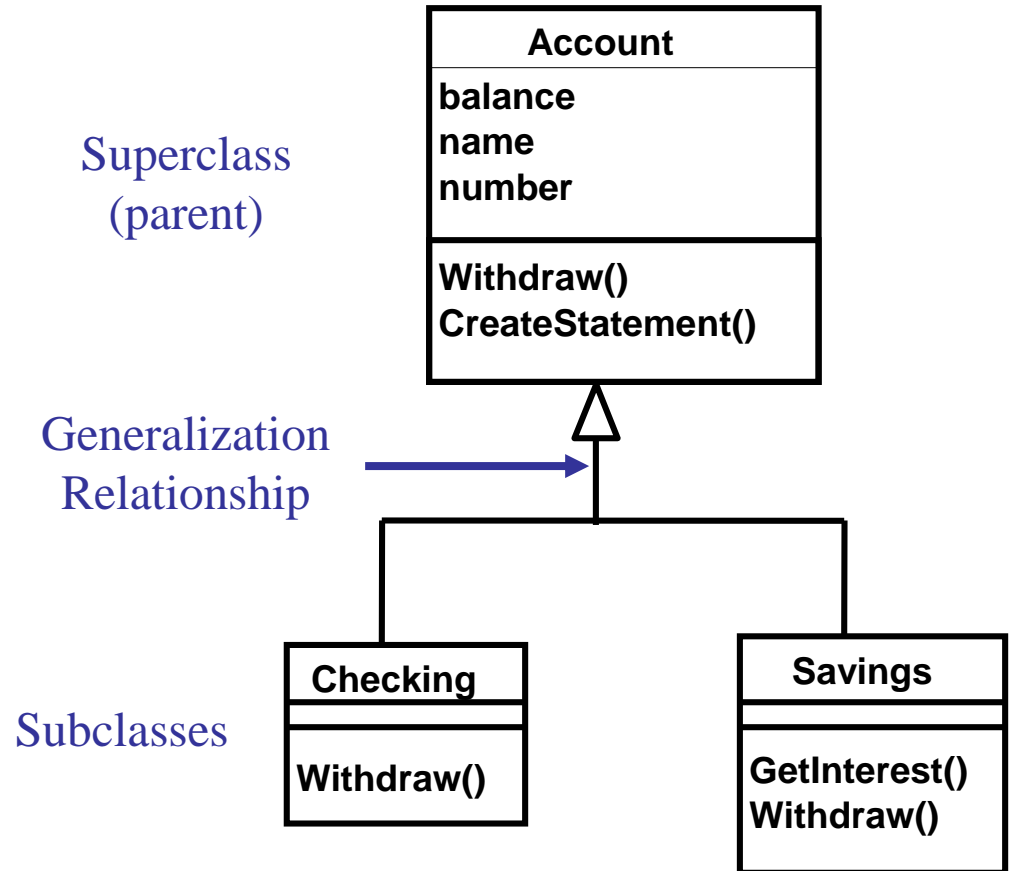 Account
balance
name
number
Superclass
(parent)
Withdraw()
CreateStatement()
Generalization
Relationship
Checking
Savings
Subclasses
Withdraw()
GetInterest()
Withdraw()